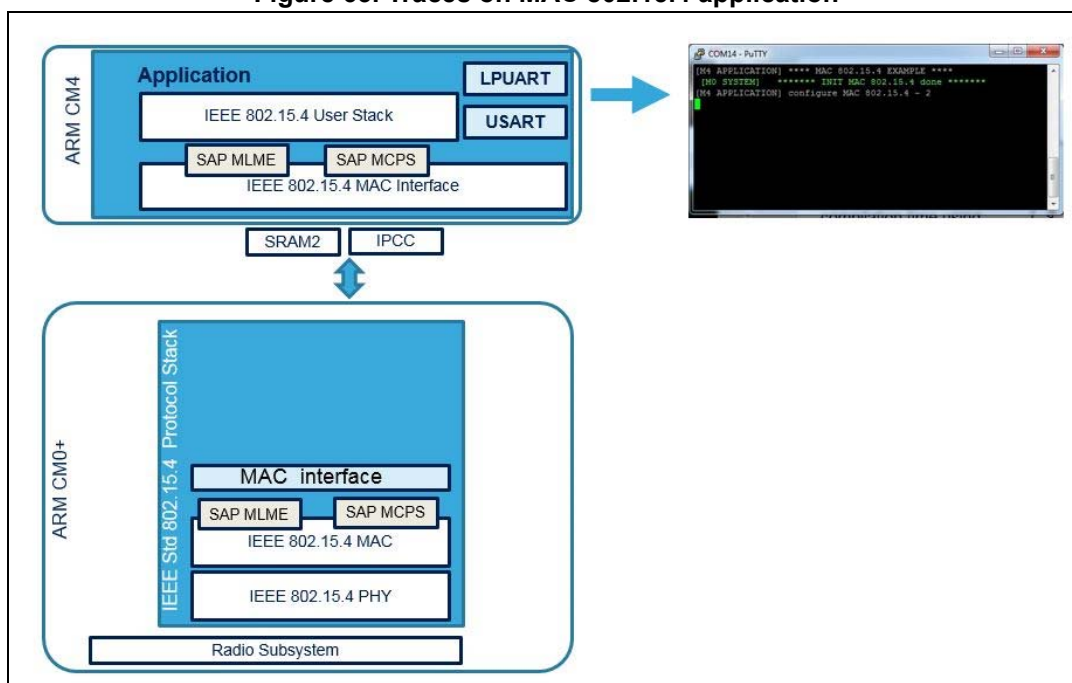 Figure 68. Traces on MAC 802.15.4 application
ARM CM4
Application
LPUART
IEEE 802.15.4 User Stack
USART
SAP MLME
SAP MCPS
IEEE 802.15.4 MAC Interface
SRAM2
IPCC
COM14 - PuTTY
[M4 APPLICATION] **** MAC 802.15.4 EXAMPLE ****
[M0 SYSTEM] ******* INIT MAC 802.15.4 done *******
[M4 APPLICATION] configure MAC 802.15.4 - 2
ARM CM0+
IEEE Std 802.15.4 Protocol Stack
MAC interface
SAP MLME
SAP MCPS
IEEE 802.15.4 MAC
IEEE 802.15.4 PHY
Radio Subsystem